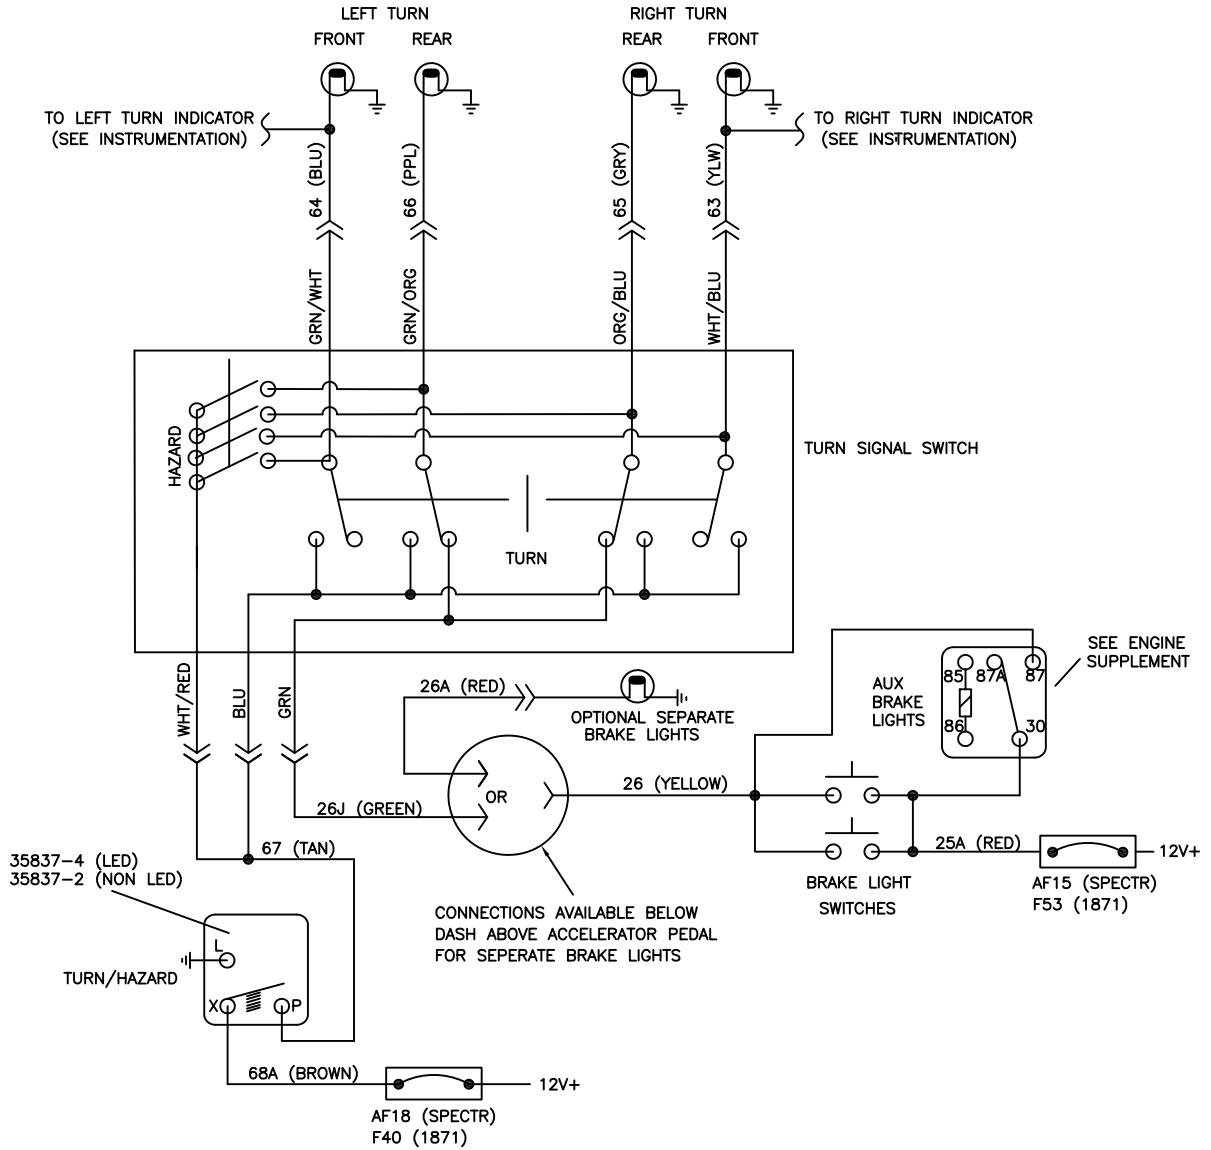 LEFT TURN
RIGHT TURN
FRONT
REAR
REAR
FRONT
TO LEFT TURN INDICATOR
(SEE INSTRUMENTATION)
TO RIGHT TURN INDICATOR
(SEE INSTRUMENTATION)
64 (BLU)
66 (PPL)
65 (GRY)
63 (YLW)
GRN/WHT
GRN/ORG
ORG/BLU
WHT/BLU
HAZARD
TURN SIGNAL SWITCH
TURN
WHT/RED
BLU
GRN
26A (RED)
OPTIONAL SEPARATE
BRAKE LIGHTS
SEE ENGINE
SUPPLEMENT
AUX
BRAKE
LIGHTS
85
87A
87
86
30
OR
26 (YELLOW)
26J (GREEN)
67 (TAN)
25A (RED)
12V+
BRAKE LIGHT
SWITCHES
AF15 (SPECTR)
F53 (1871)
35837-4 (LED)
35837-2 (NON LED)
CONNECTIONS AVAILABLE BELOW
DASH ABOVE ACCELERATOR PEDAL
FOR SEPERATE BRAKE LIGHTS
L
TURN/HAZARD
X
P
68A (BROWN)
12V+
AF18 (SPECTR)
F40 (1871)